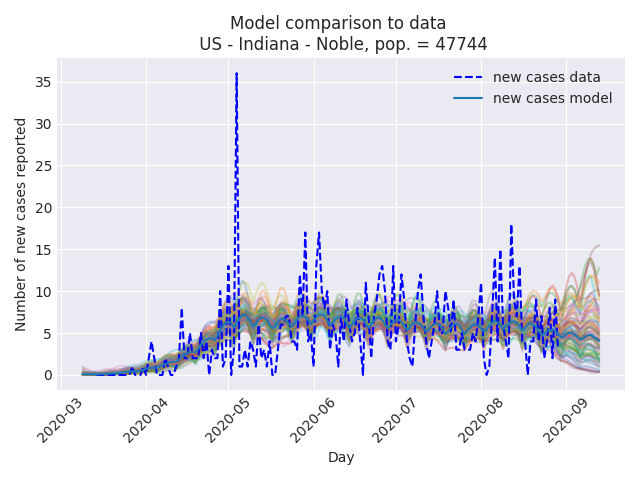 Model comparison to data
US - Indiana - Noble, pop. = 47744
new cases data
new cases model
Number of new cases reported
35
30
25
20
15
10
5
0
2020-03
2020-04
2020-05
2020-06
2020-07
2020-08
2020-09
Day